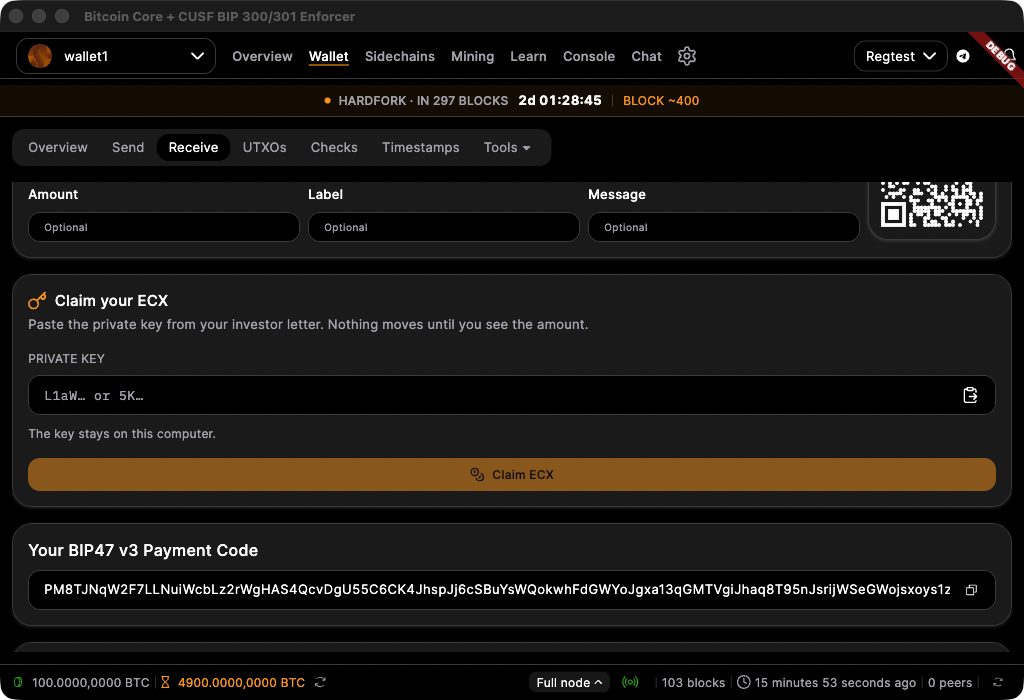 Bitcoin Core + CUSF BIP 300/301 Enforcer
wallet1 Overview Wallet Sidechains Mining Learn Console Chat Regtest DEBUG
HARDFORK · IN 297 BLOCKS 2d 01:28:45 BLOCK ~400
Overview Send Receive UTXOs Checks Timestamps Tools
Amount Label Message
Optional Optional Optional
Claim your ECX
Paste the private key from your investor letter. Nothing moves until you see the amount.
PRIVATE KEY
L1aW… or 5K…
The key stays on this computer.
Claim ECX
Your BIP47 v3 Payment Code
PM8TJNqW2F7LLNuiWcbLz2rWgHAS4QcvDgU55C6CK4JhspJj6cSBuYsWQokwhFdGWYoJgxa13qGMTVgiJhaq8T95nJsrijWSeGWojsxoys1z
100.0000,0000 BTC 4900.0000,0000 BTC Full node 103 blocks 15 minutes 53 seconds ago 0 peers